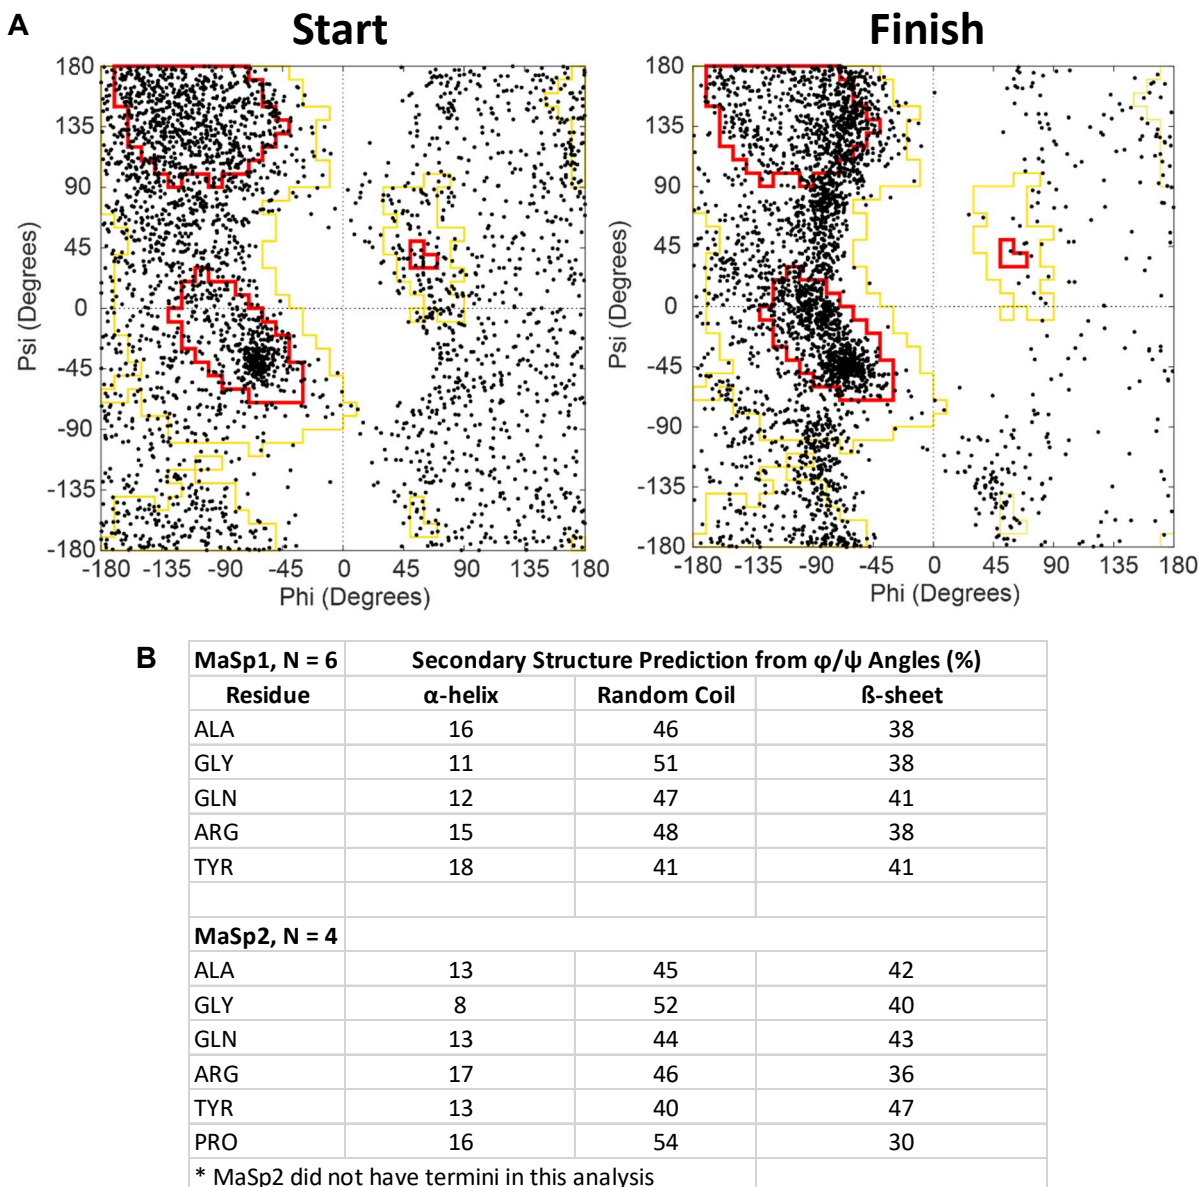 A
Start
Finish
180
135
90
45
0
-45
-90
-135
-180
Psi (Degrees)
-180 -135 -90 -45 0 45 90 135 180
Phi (Degrees)
180
135
90
45
0
-45
-90
-135
-180
Psi (Degrees)
-180 -135 -90 -45 0 45 90 135 180
Phi (Degrees)
B
MaSp1, N = 6 Secondary Structure Prediction from φ/ψ Angles (%)
Residue α-helix Random Coil ß-sheet
ALA 16 46 38
GLY 11 51 38
GLN 12 47 41
ARG 15 48 38
TYR 18 41 41
MaSp2, N = 4
ALA 13 45 42
GLY 8 52 40
GLN 13 44 43
ARG 17 46 36
TYR 13 40 47
PRO 16 54 30
* MaSp2 did not have termini in this analysis